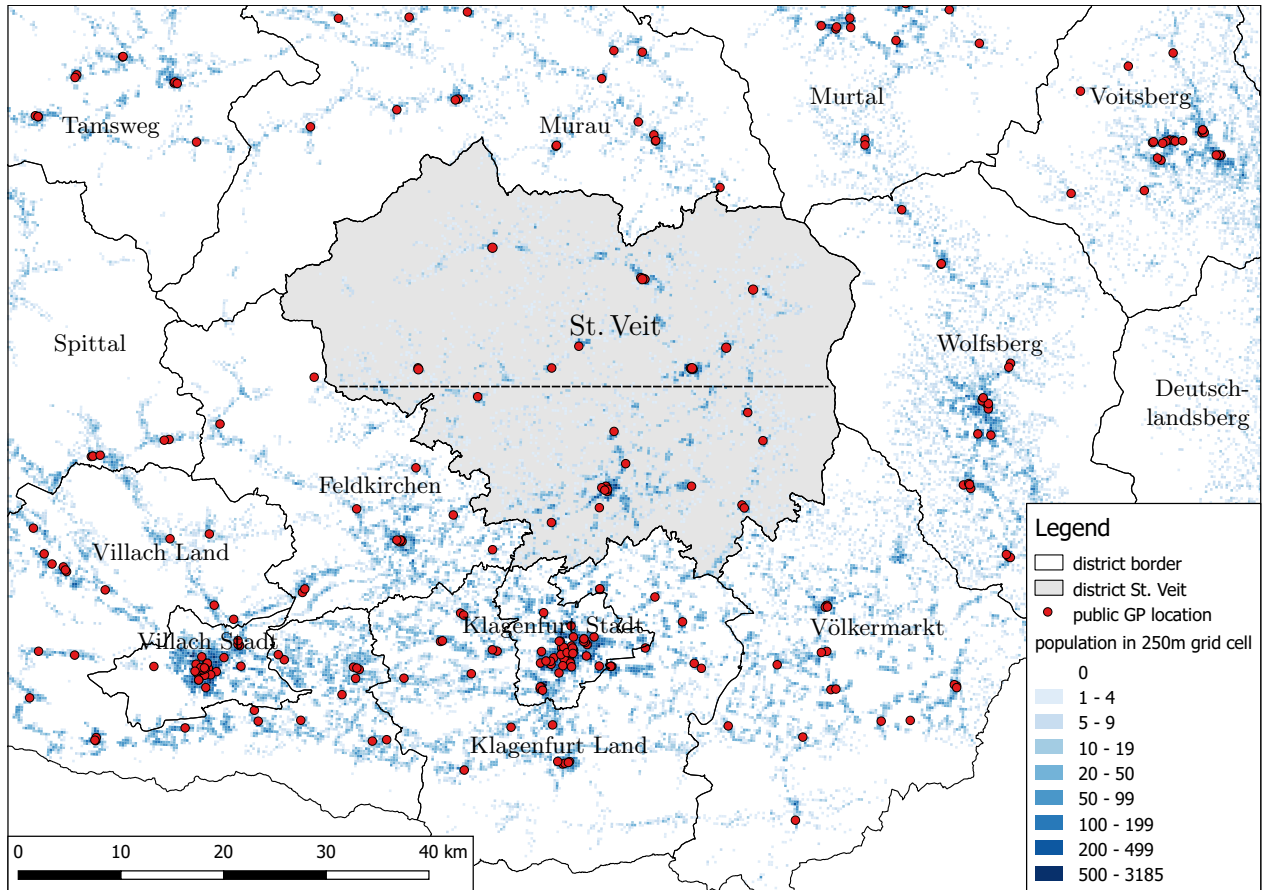 Murtal
Voitsberg
Tamsweg
Murau
St. Veit
Spittal
Wolfsberg
Deutsch-
landsberg
Feldkirchen
Villach Land
Villach Stadt
Klagenfurt Stadt
Völkermarkt
Klagenfurt Land
Legend
district border
district St. Veit
public GP location
population in 250m grid cell
0
1 - 4
5 - 9
10 - 19
20 - 50
50 - 99
100 - 199
200 - 499
500 - 3185
0 10 20 30 40 km